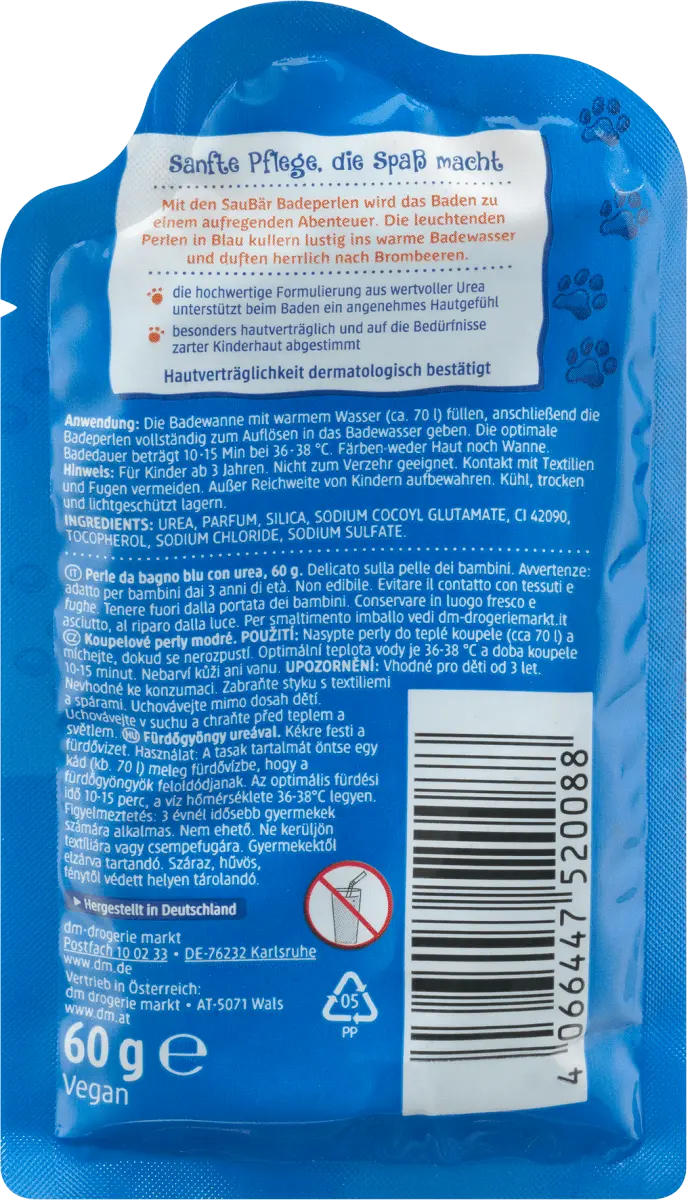 Sanfte Pflege, die Spaß macht
Mit den SauBär Badeperlen wird das Baden zu
einem aufregenden Abenteuer. Die leuchtenden
Perlen in Blau kullern lustig ins warme Badewasser
und duften herrlich nach Brombeeren.
die hochwertige Formulierung aus wertvoller Urea
unterstützt beim Baden ein angenehmes Hautgefühl
besonders hautverträglich und auf die Bedürfnisse
zarter Kinderhaut abgestimmt
Hautverträglichkeit dermatologisch bestätigt
Anwendung: Die Badewanne mit warmem Wasser (ca. 70 l) füllen, anschließend die
Badeperlen vollständig zum Auflösen in das Badewasser geben. Die optimale
Badedauer beträgt 10-15 Min bei 36-38 °C. Färben weder Haut noch Wanne.
Hinweis: Für Kinder ab 3 Jahren. Nicht zum Verzehr geeignet. Kontakt mit Textilien
und Fugen vermeiden. Außer Reichweite von Kindern aufbewahren. Kühl, trocken
und lichtgeschützt lagern.
INGREDIENTS: UREA, PARFUM, SILICA, SODIUM COCOYL GLUTAMATE, CI 42090,
TOCOPHEROL, SODIUM CHLORIDE, SODIUM SULFATE.
IT Perle da bagno blu con urea, 60 g. Delicato sulla pelle dei bambini. Avvertenze:
adatto per bambini dai 3 anni di età. Non edibile. Evitare il contatto con tessuti e
fughe. Tenere fuori dalla portata dei bambini. Conservare in luogo fresco e
asciutto, al riparo dalla luce. Per smaltimento imballo vedi dm-drogeriemarkt.it
CZ Koupelové perly modré. POUŽITÍ: Nasypte perly do teplé koupele (cca 70 l) a
míchejte, dokud se nerozpustí. Optimální teplota vody je 36-38 °C a doba koupele
10-15 minut. Nebarví kůži ani vanu. UPOZORNĚNÍ: Vhodné pro děti od 3 let.
Nevhodné ke konzumaci. Zabraňte styku s textiliemi
a spárami. Uchovávejte mimo dosah dětí.
Uchovávejte v suchu a chraňte před teplem a
světlem. HU Fürdőgyöngy ureával. Kékre festi a
fürdővizet. Használat: A tasak tartalmát öntse egy
kád (kb. 70 l) meleg fürdővízbe, hogy a
fürdőgyöngyök feloldódjanak. Az optimális fürdési
idő 10-15 perc, a víz hőmérséklete 36-38°C legyen.
Figyelmeztetés: 3 évnél idősebb gyermekek
számára alkalmas. Nem ehető. Ne kerüljön
textíliára vagy csempefugára. Gyermekektől
elzárva tartandó. Száraz, hűvös,
fénytől védett helyen tárolandó.
Hergestellt in Deutschland
dm-drogerie markt
Postfach 10 02 33 • DE-76232 Karlsruhe
www.dm.de
Vertrieb in Österreich:
dm drogerie markt • AT-5071 Wals
www.dm.at
60 g e
Vegan
05
PP
4 066447 520088